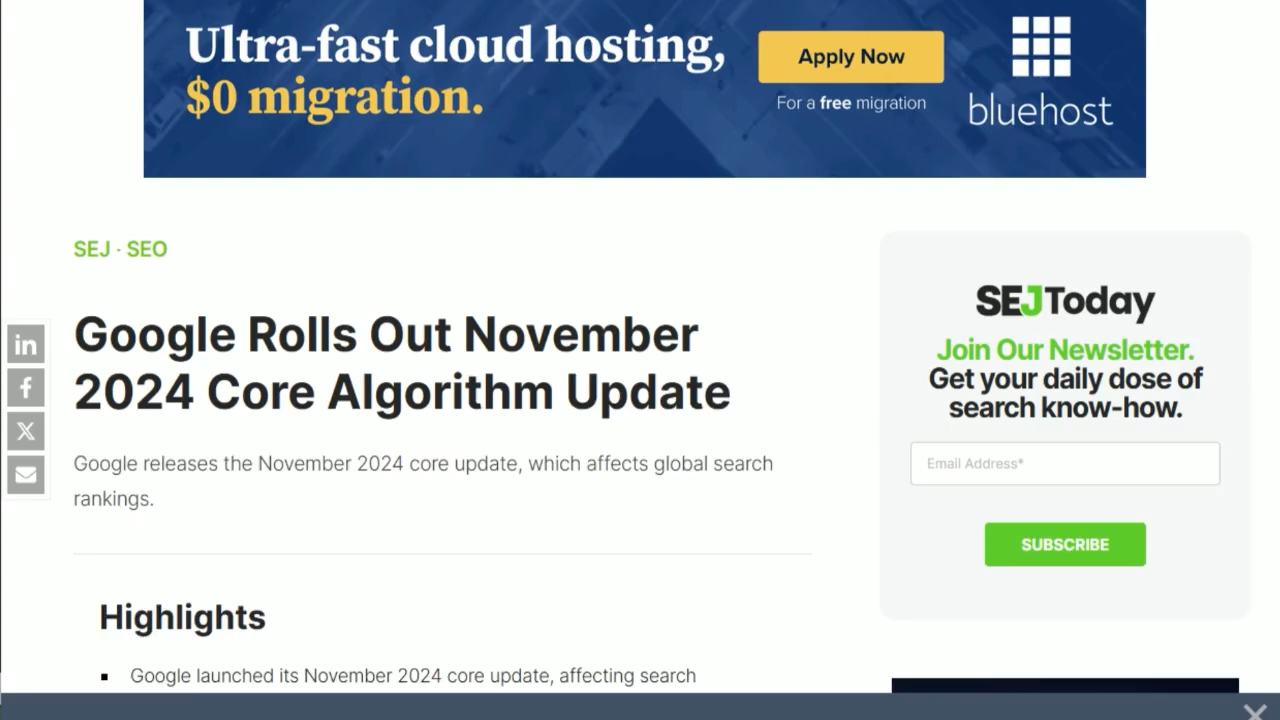 Ultra-fast cloud hosting,
$0 migration.
Apply Now
For a free migration
bluehost
SEJ · SEO
Google Rolls Out November
2024 Core Algorithm Update
Google releases the November 2024 core update, which affects global search
rankings.
Highlights
Google launched its November 2024 core update, affecting search
in
f
X
SEJToday
Join Our Newsletter.
Get your daily dose of
search know-how.
Email Address*
SUBSCRIBE